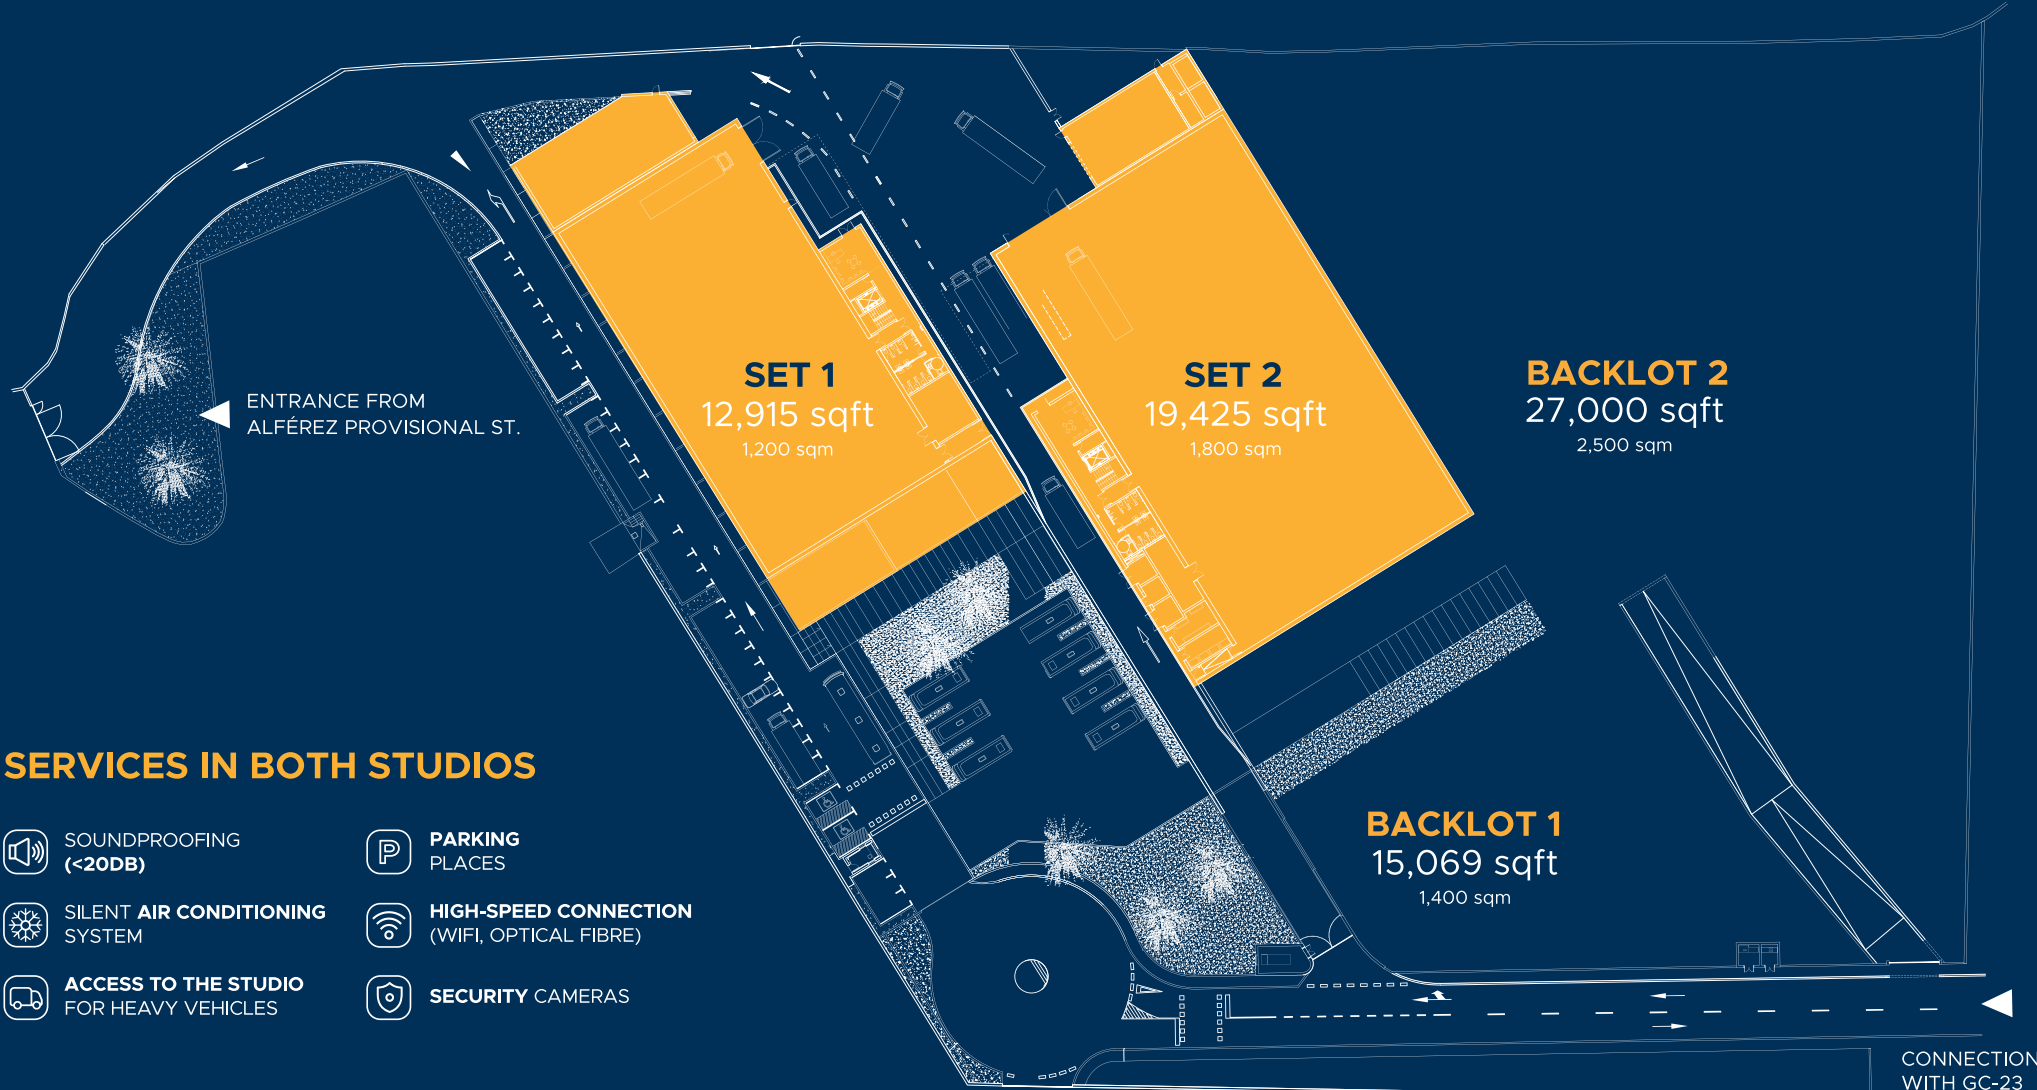 SET 1
12,915 sqft
1,200 sqm
SET 2
19,425 sqft
1,800 sqm
BACKLOT 2
27,000 sqft
2,500 sqm
ENTRANCE FROM
ALFÉREZ PROVISIONAL ST.
BACKLOT 1
15,069 sqft
1,400 sqm
SERVICES IN BOTH STUDIOS
SOUNDPROOFING
(<20DB)
P
PARKING
PLACES
SILENT AIR CONDITIONING
SYSTEM
HIGH-SPEED CONNECTION
(WIFI, OPTICAL FIBRE)
ACCESS TO THE STUDIO
FOR HEAVY VEHICLES
SECURITY CAMERAS
CONNECTION
WITH GC-23